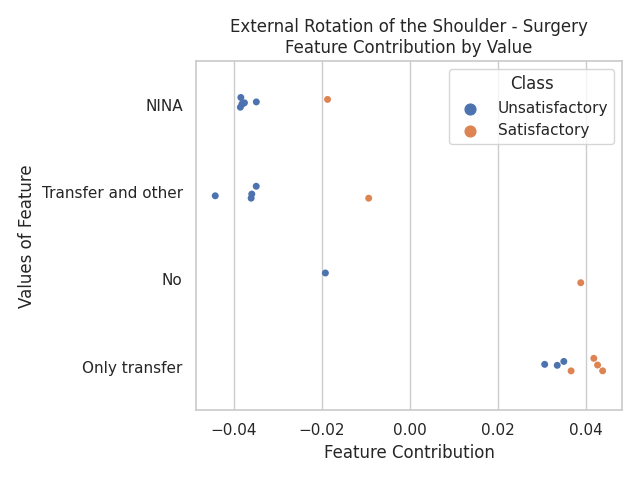 External Rotation of the Shoulder - Surgery
Feature Contribution by Value
Class
Unsatisfactory
Satisfactory
NINA
Transfer and other
No
Only transfer
Values of Feature
−0.04
−0.02
0.00
0.02
0.04
Feature Contribution